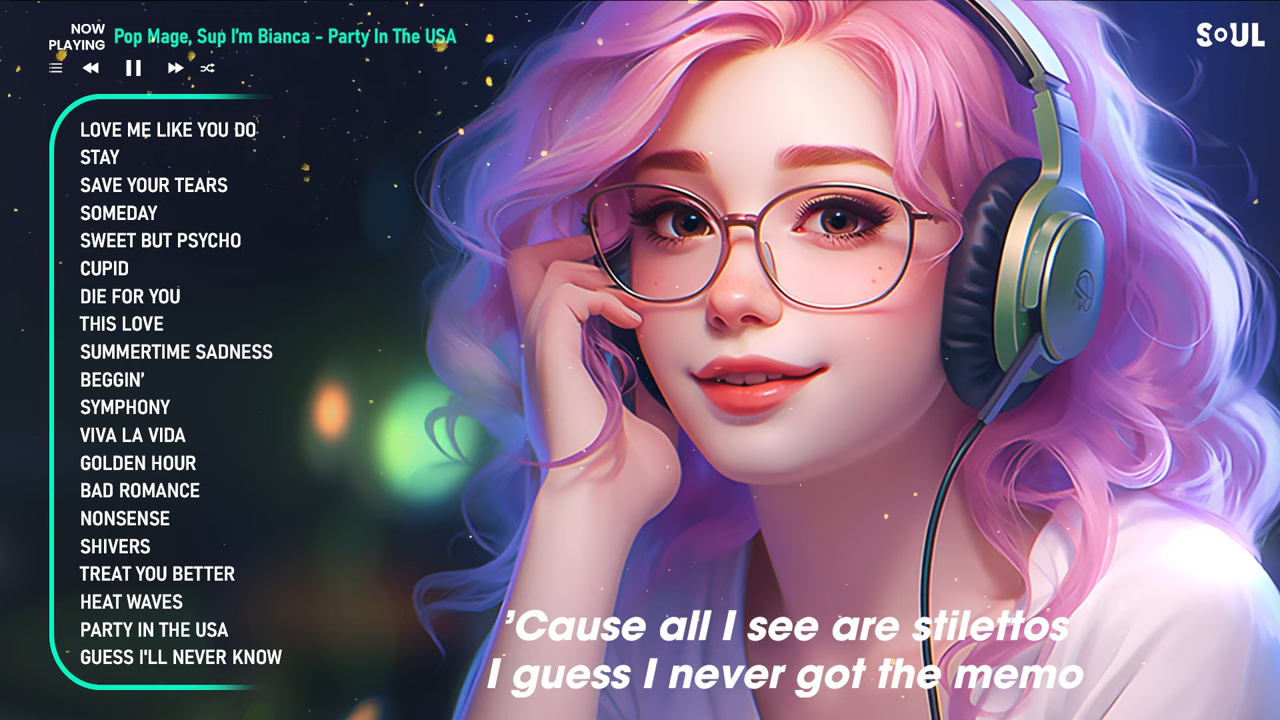 NOW
PLAYING
Pop Mage, Sup I'm Bianca - Party In The USA
SOUL
LOVE ME LIKE YOU DO
STAY
SAVE YOUR TEARS
SOMEDAY
SWEET BUT PSYCHO
CUPID
DIE FOR YOU
THIS LOVE
SUMMERTIME SADNESS
BEGGIN'
SYMPHONY
VIVA LA VIDA
GOLDEN HOUR
BAD ROMANCE
NONSENSE
SHIVERS
TREAT YOU BETTER
HEAT WAVES
PARTY IN THE USA
GUESS I'LL NEVER KNOW
'Cause all I see are stilettos
I guess I never got the memo